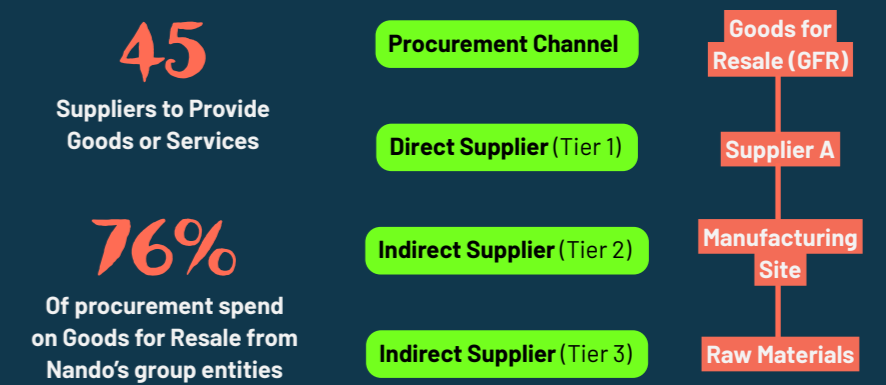 45
Suppliers to Provide
Goods or Services
76%
Of procurement spend
on Goods for Resale from
Nando's group entities
Procurement Channel
Direct Supplier (Tier 1)
Indirect Supplier (Tier 2)
Indirect Supplier (Tier 3)
Goods for
Resale (GFR)
Supplier A
Manufacturing
Site
Raw Materials